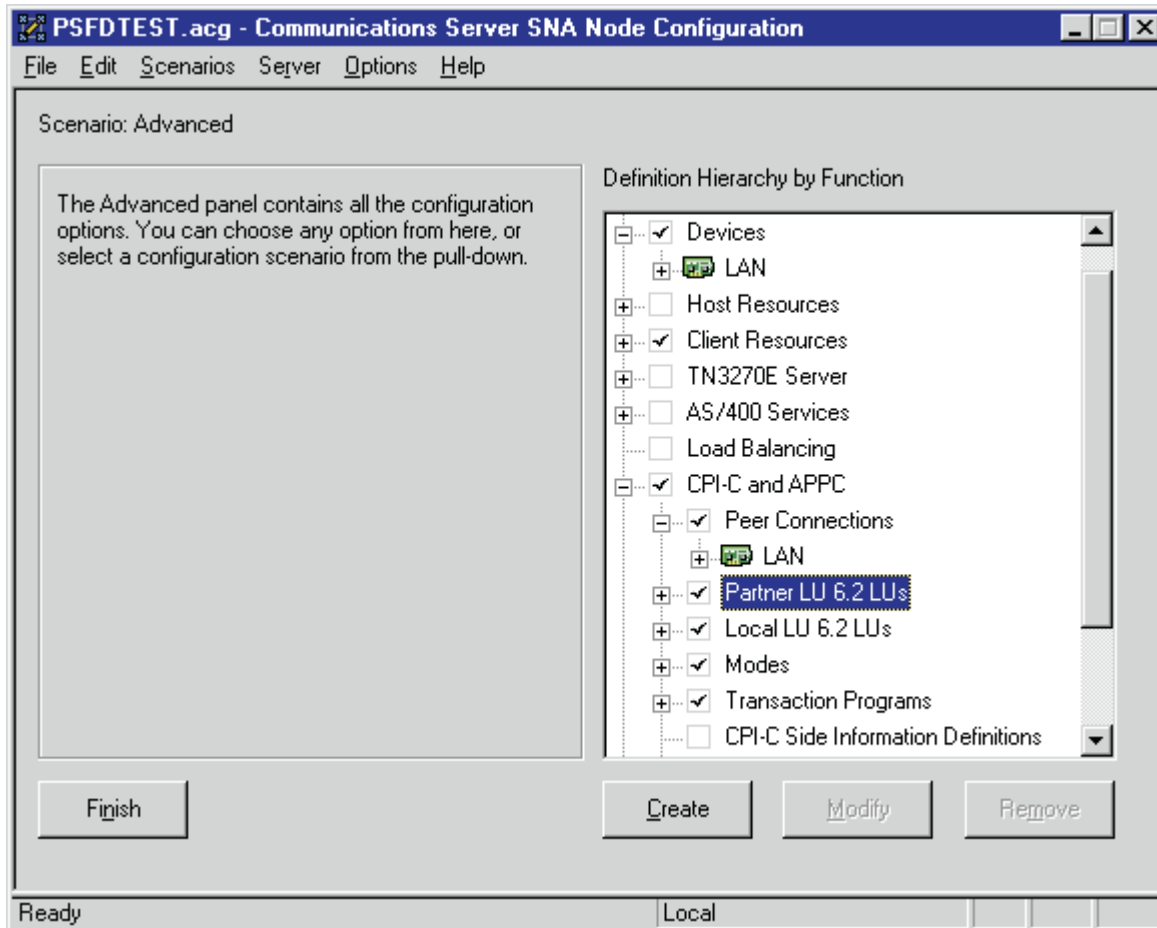 PSFDTEST.acg - Communications Server SNA Node Configuration
File Edit Scenarios Server Options Help
Scenario: Advanced
The Advanced panel contains all the configuration
options. You can choose any option from here, or
select a configuration scenario from the pull-down.
Definition Hierarchy by Function
Devices
LAN
Host Resources
Client Resources
TN3270E Server
AS/400 Services
Load Balancing
CPI-C and APPC
Peer Connections
LAN
Partner LU 6.2 LUs
Local LU 6.2 LUs
Modes
Transaction Programs
CPI-C Side Information Definitions
Finish
Create Modify Remove
Ready Local